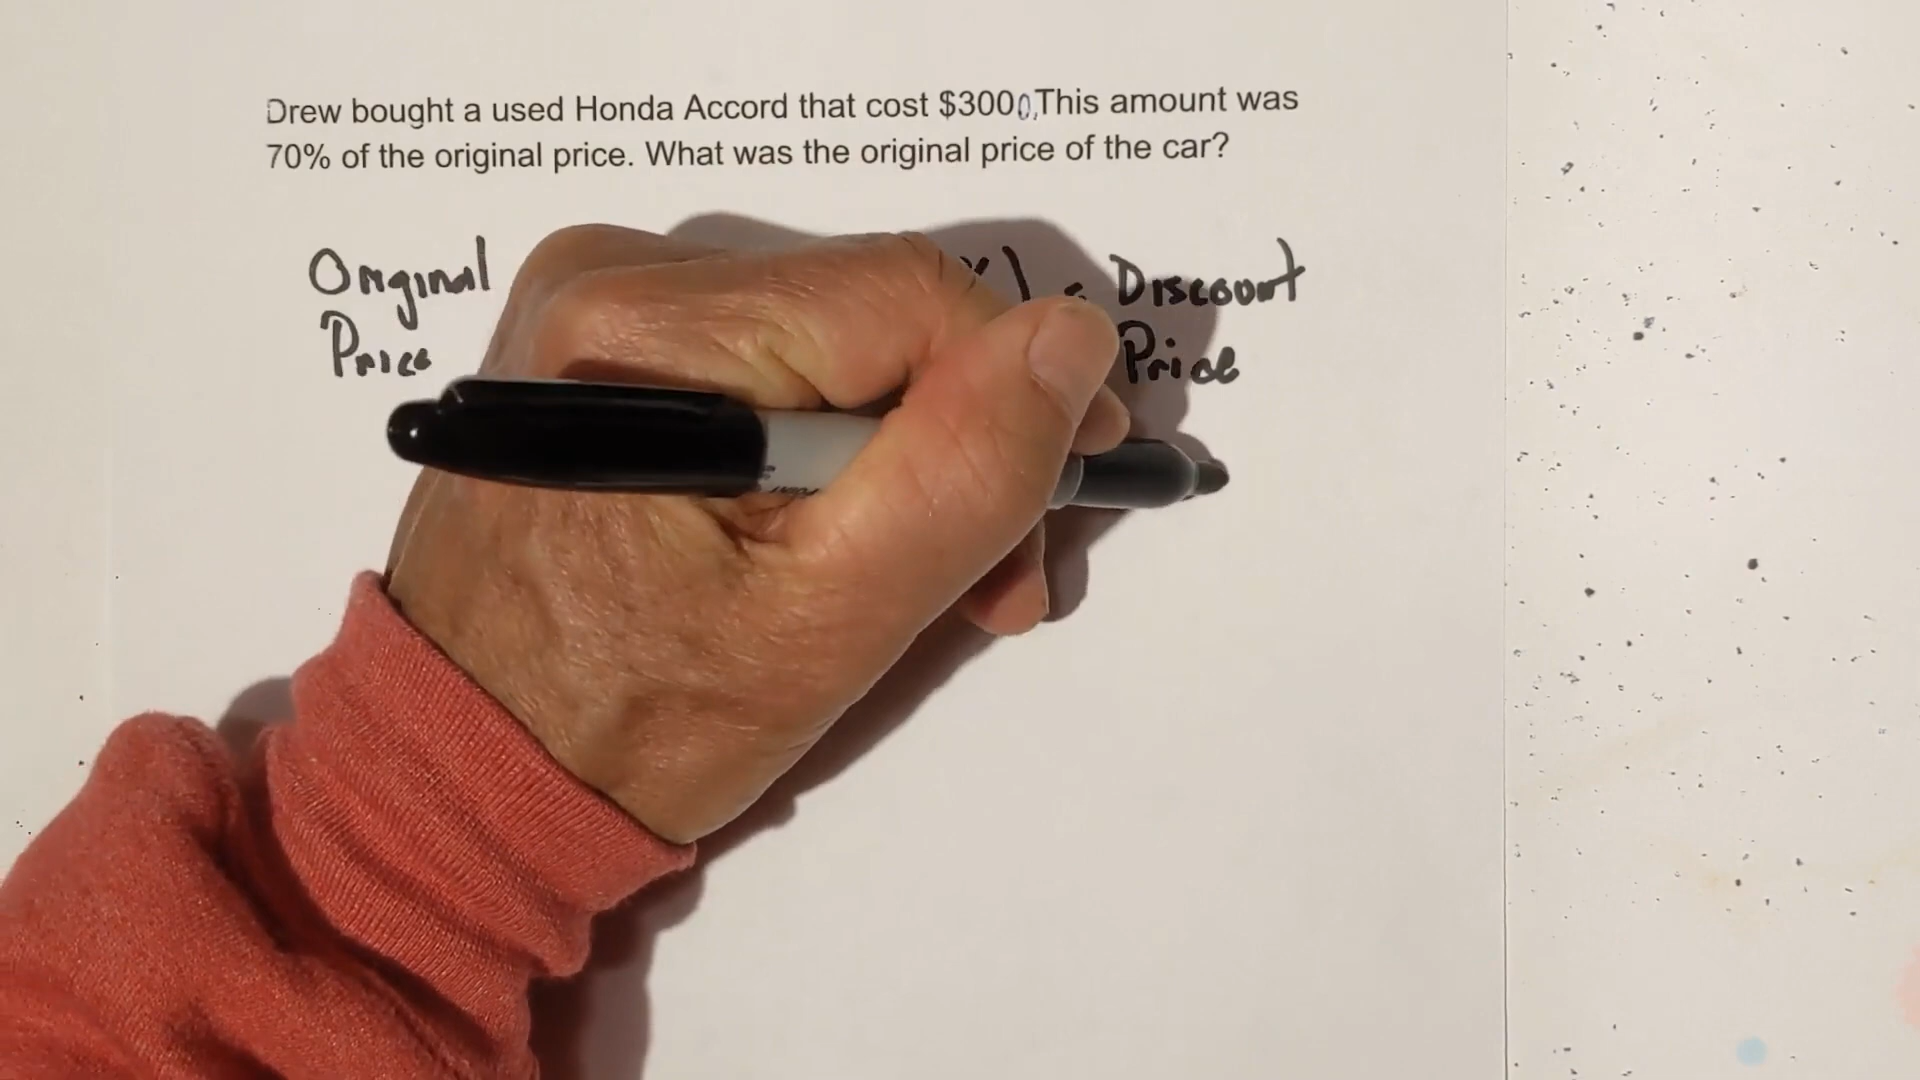 Drew bought a used Honda Accord that cost $3000,This amount was
70% of the original price. What was the original price of the car?
Original %) = Discount
Price Price
POINT